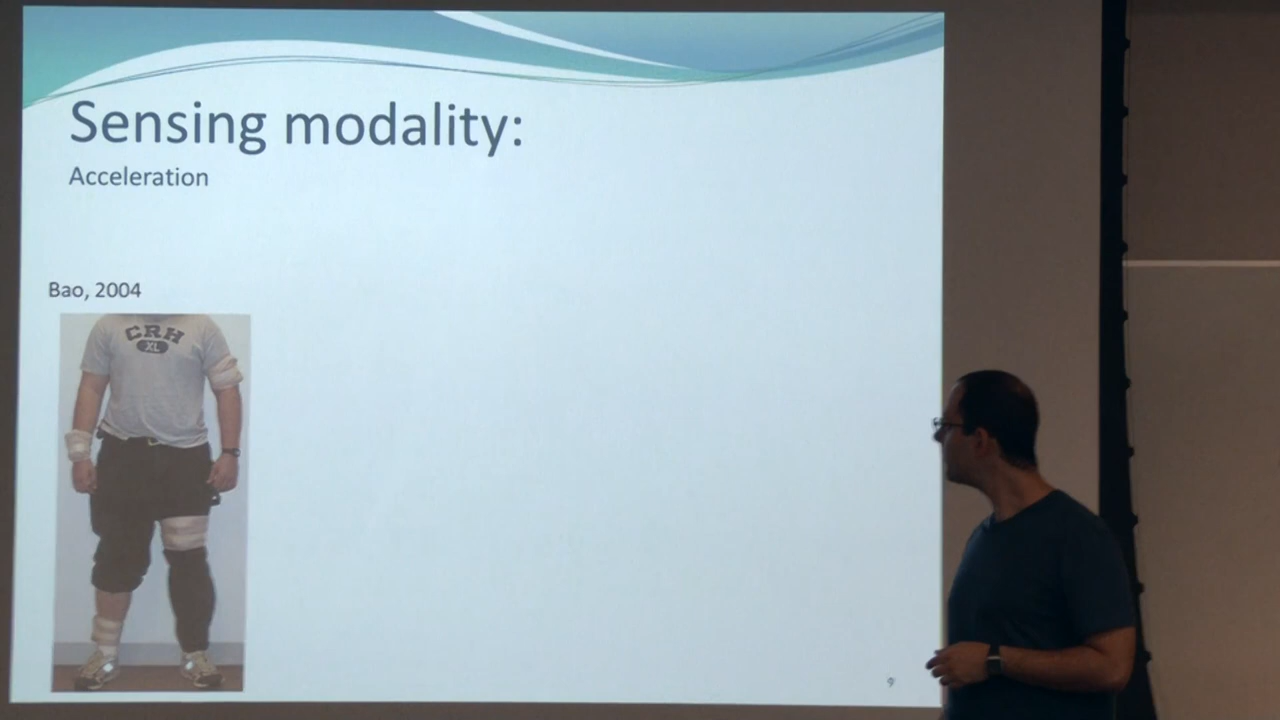 Sensing modality:
Acceleration
Bao, 2004
CRH
XL
9